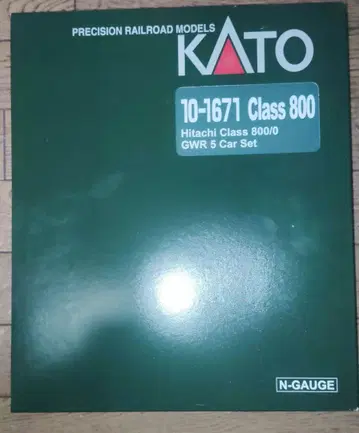 PRECISION RAILROAD MODELS
KATO
10-1671 Class 800
Hitachi Class 800/0
GWR 5 Car Set
N-GAUGE